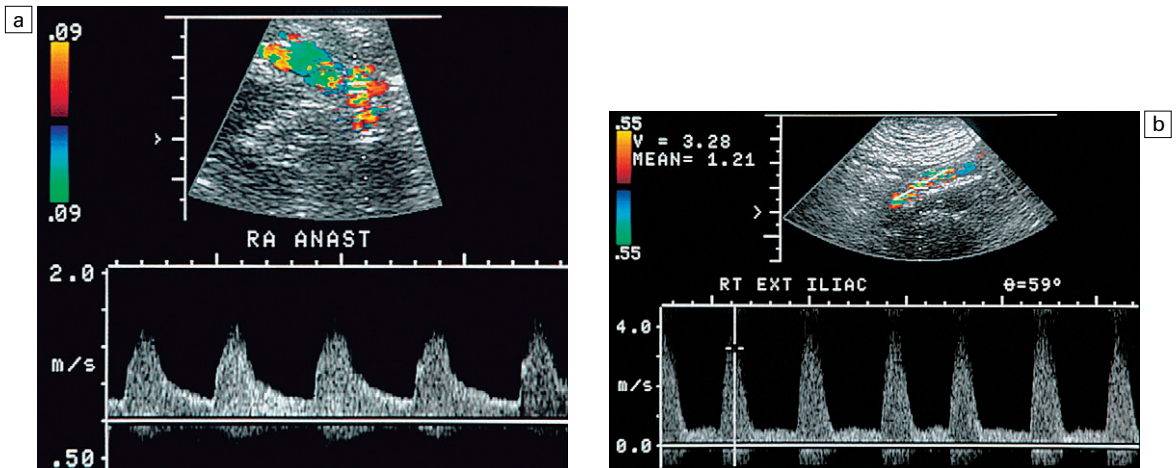 a
.09
.09
RA ANAST
2.0
m/s
.50
b
.55
V = 3.28
MEAN= 1.21
.55
RT EXT ILIAC θ=59°
4.0
m/s
0.0